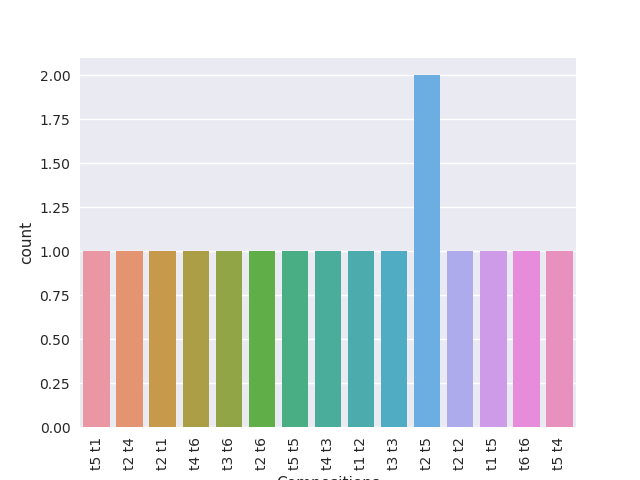 2.00
1.75
1.50
1.25
1.00
0.75
0.50
0.25
0.00
count
t5 t1
t2 t4
t2 t1
t4 t6
t3 t6
t2 t6
t5 t5
t4 t3
t1 t2
t3 t3
t2 t5
t2 t2
t1 t5
t6 t6
t5 t4
Compositions